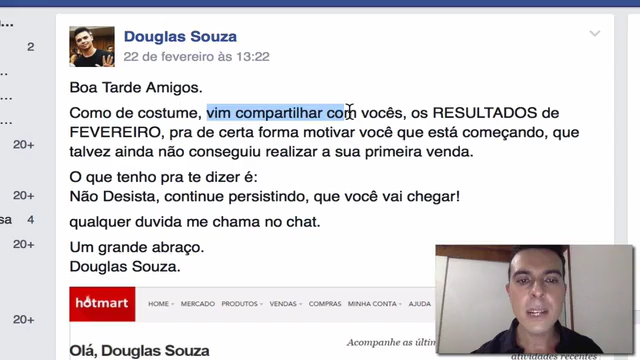 Douglas Souza
22 de fevereiro às 13:22
2
Boa Tarde Amigos.
Como de costume, vim compartilhar com vocês, os RESULTADOS de
FEVEREIRO, pra de certa forma motivar você que está começando, que
talvez ainda não conseguiu realizar a sua primeira venda.
20+
O que tenho pra te dizer é:
Não Desista, continue persistindo, que você vai chegar!
20+
qualquer duvida me chama no chat.
sa 4
Um grande abraço.
20+
Douglas Souza.
hotmart
HOME MERCADO PRODUTOS VENDAS COMPRAS MINHA CONTA AJUDA
20+
Acompanhe as últim
Olá, Douglas Souza
atividades recentes